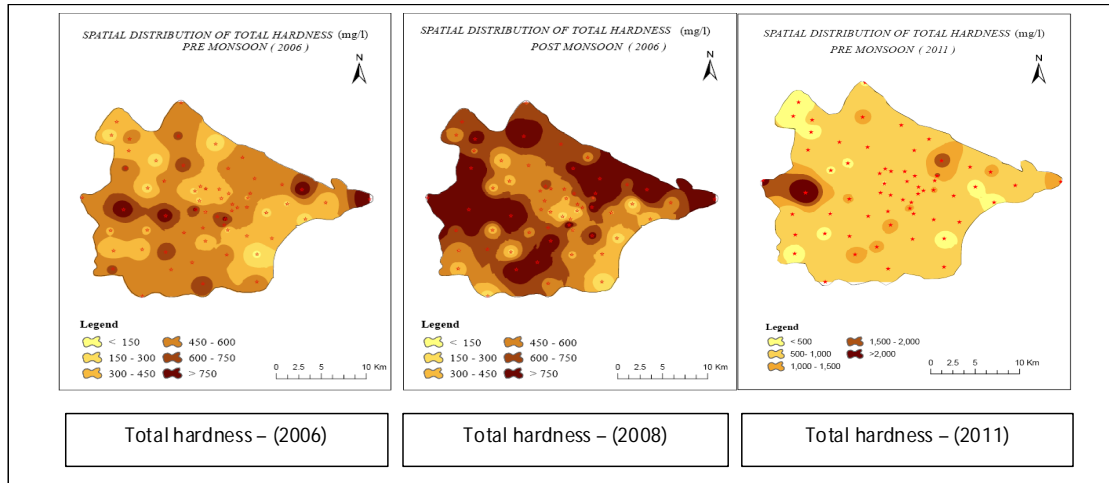 SPATIAL DISTRIBUTION OF TOTAL HARDNESS (mg/l)
PRE MONSOON ( 2006 )
N
Legend
< 150
150 - 300
300 - 450
450 - 600
600 - 750
> 750
0 2.5 5 10 Km
SPATIAL DISTRIBUTION OF TOTAL HARDNESS (mg/l)
POST MONSOON ( 2006 )
N
Legend
< 150
150 - 300
300 - 450
450 - 600
600 - 750
> 750
0 2.5 5 10 Km
SPATIAL DISTRIBUTION OF TOTAL HARDNESS (mg/l)
PRE MONSOON ( 2011 )
N
Legend
< 500
500- 1,000
1,000 - 1,500
1,500 - 2,000
>2,000
0 2.5 5 10 Km
Total hardness – (2006)
Total hardness – (2008)
Total hardness – (2011)